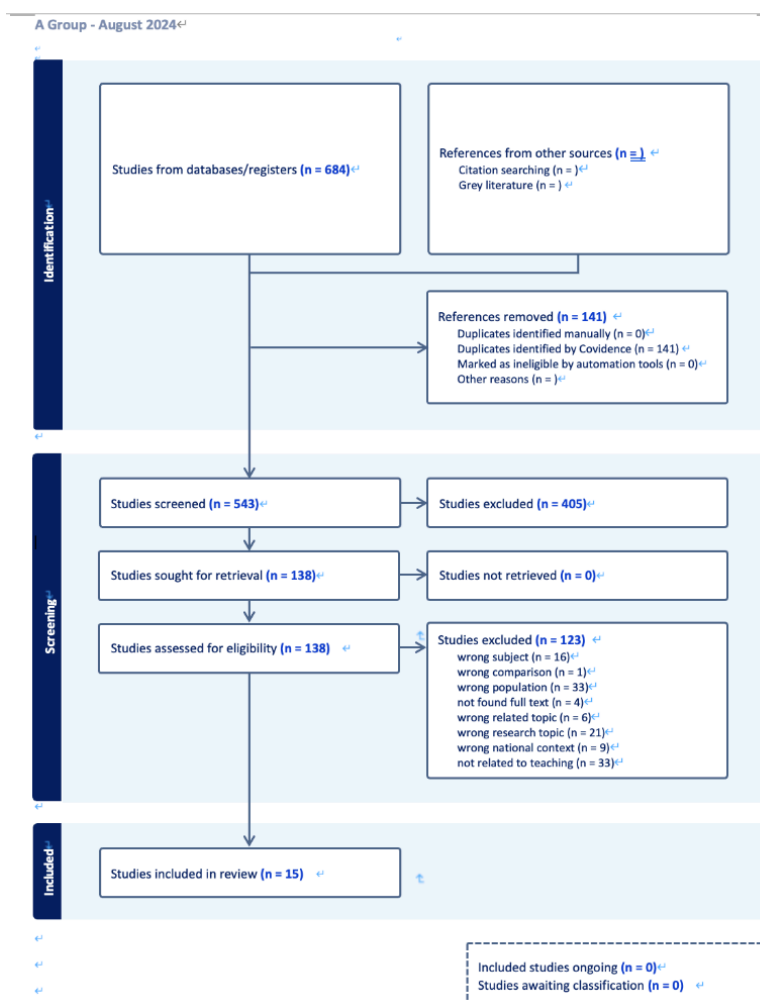 A Group - August 2024
Identification
Studies from databases/registers (n = 684)
References from other sources (n = )
Citation searching (n = )
Grey literature (n = )
References removed (n = 141)
Duplicates identified manually (n = 0)
Duplicates identified by Covidence (n = 141)
Marked as ineligible by automation tools (n = 0)
Other reasons (n = )
Screening
Studies screened (n = 543)
Studies excluded (n = 405)
Studies sought for retrieval (n = 138)
Studies not retrieved (n = 0)
Studies assessed for eligibility (n = 138)
Studies excluded (n = 123)
wrong subject (n = 16)
wrong comparison (n = 1)
wrong population (n = 33)
not found full text (n = 4)
wrong related topic (n = 6)
wrong research topic (n = 21)
wrong national context (n = 9)
not related to teaching (n = 33)
Included
Studies included in review (n = 15)
Included studies ongoing (n = 0)
Studies awaiting classification (n = 0)